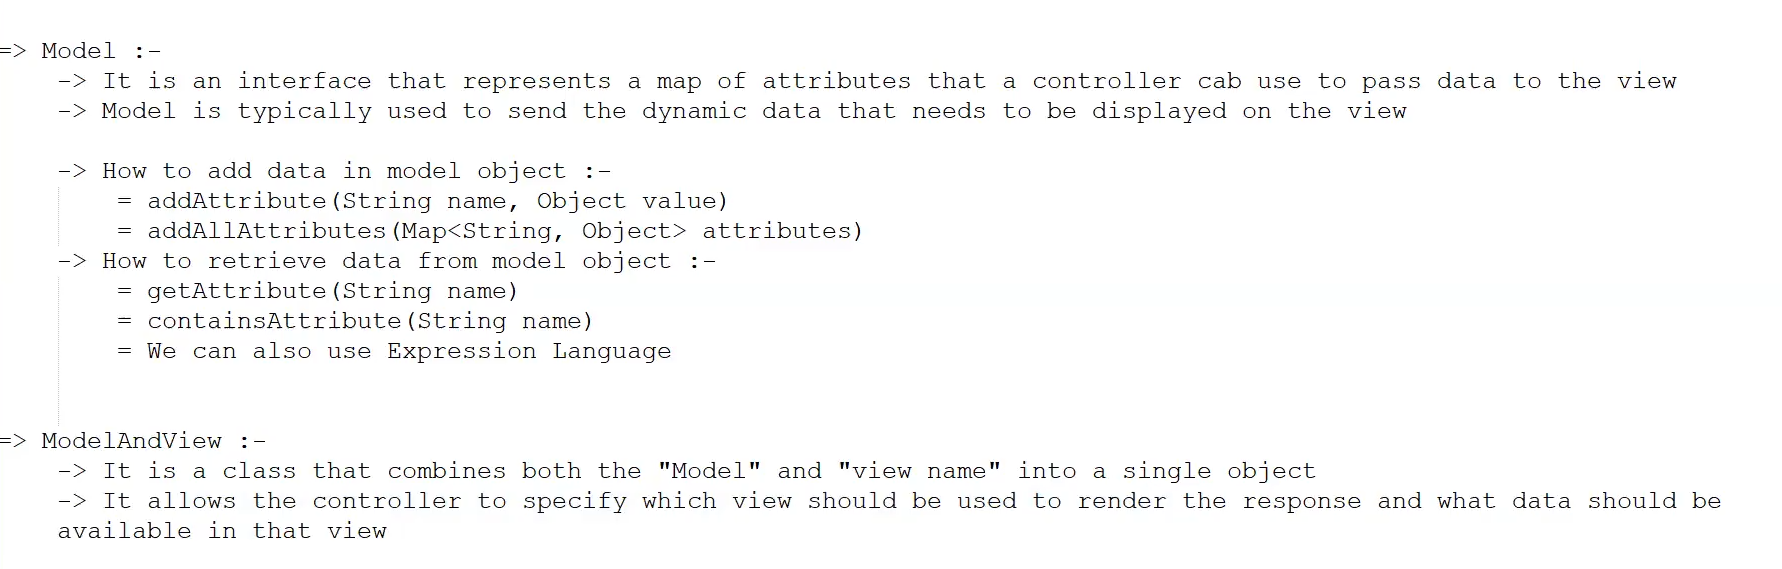 => Model :-
-> It is an interface that represents a map of attributes that a controller cab use to pass data to the view
-> Model is typically used to send the dynamic data that needs to be displayed on the view
-> How to add data in model object :-
= addAttribute(String name, Object value)
= addAllAttributes(Map<String, Object> attributes)
-> How to retrieve data from model object :-
= getAttribute(String name)
= containsAttribute(String name)
= We can also use Expression Language
=> ModelAndView :-
-> It is a class that combines both the "Model" and "view name" into a single object
-> It allows the controller to specify which view should be used to render the response and what data should be
available in that view